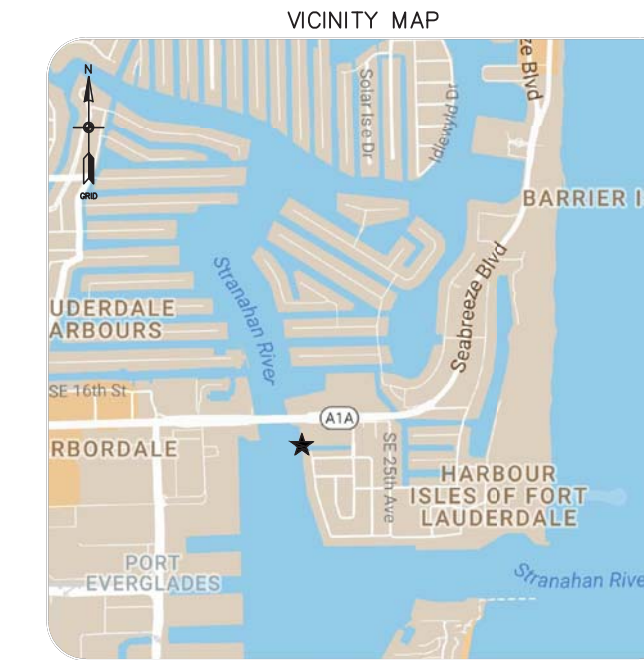 VICINITY MAP
N
GRID
ze Blvd
Solar Isle Dr
Idlewyld Dr
BARRIER I
Stranahan River
Seabreeze Blvd
UDERDALE
ARBOURS
SE 16th St
A1A
RBORDALE
SE 25th Ave
HARBOUR
ISLES OF FORT
LAUDERDALE
PORT
EVERGLADES
Stranahan Rive